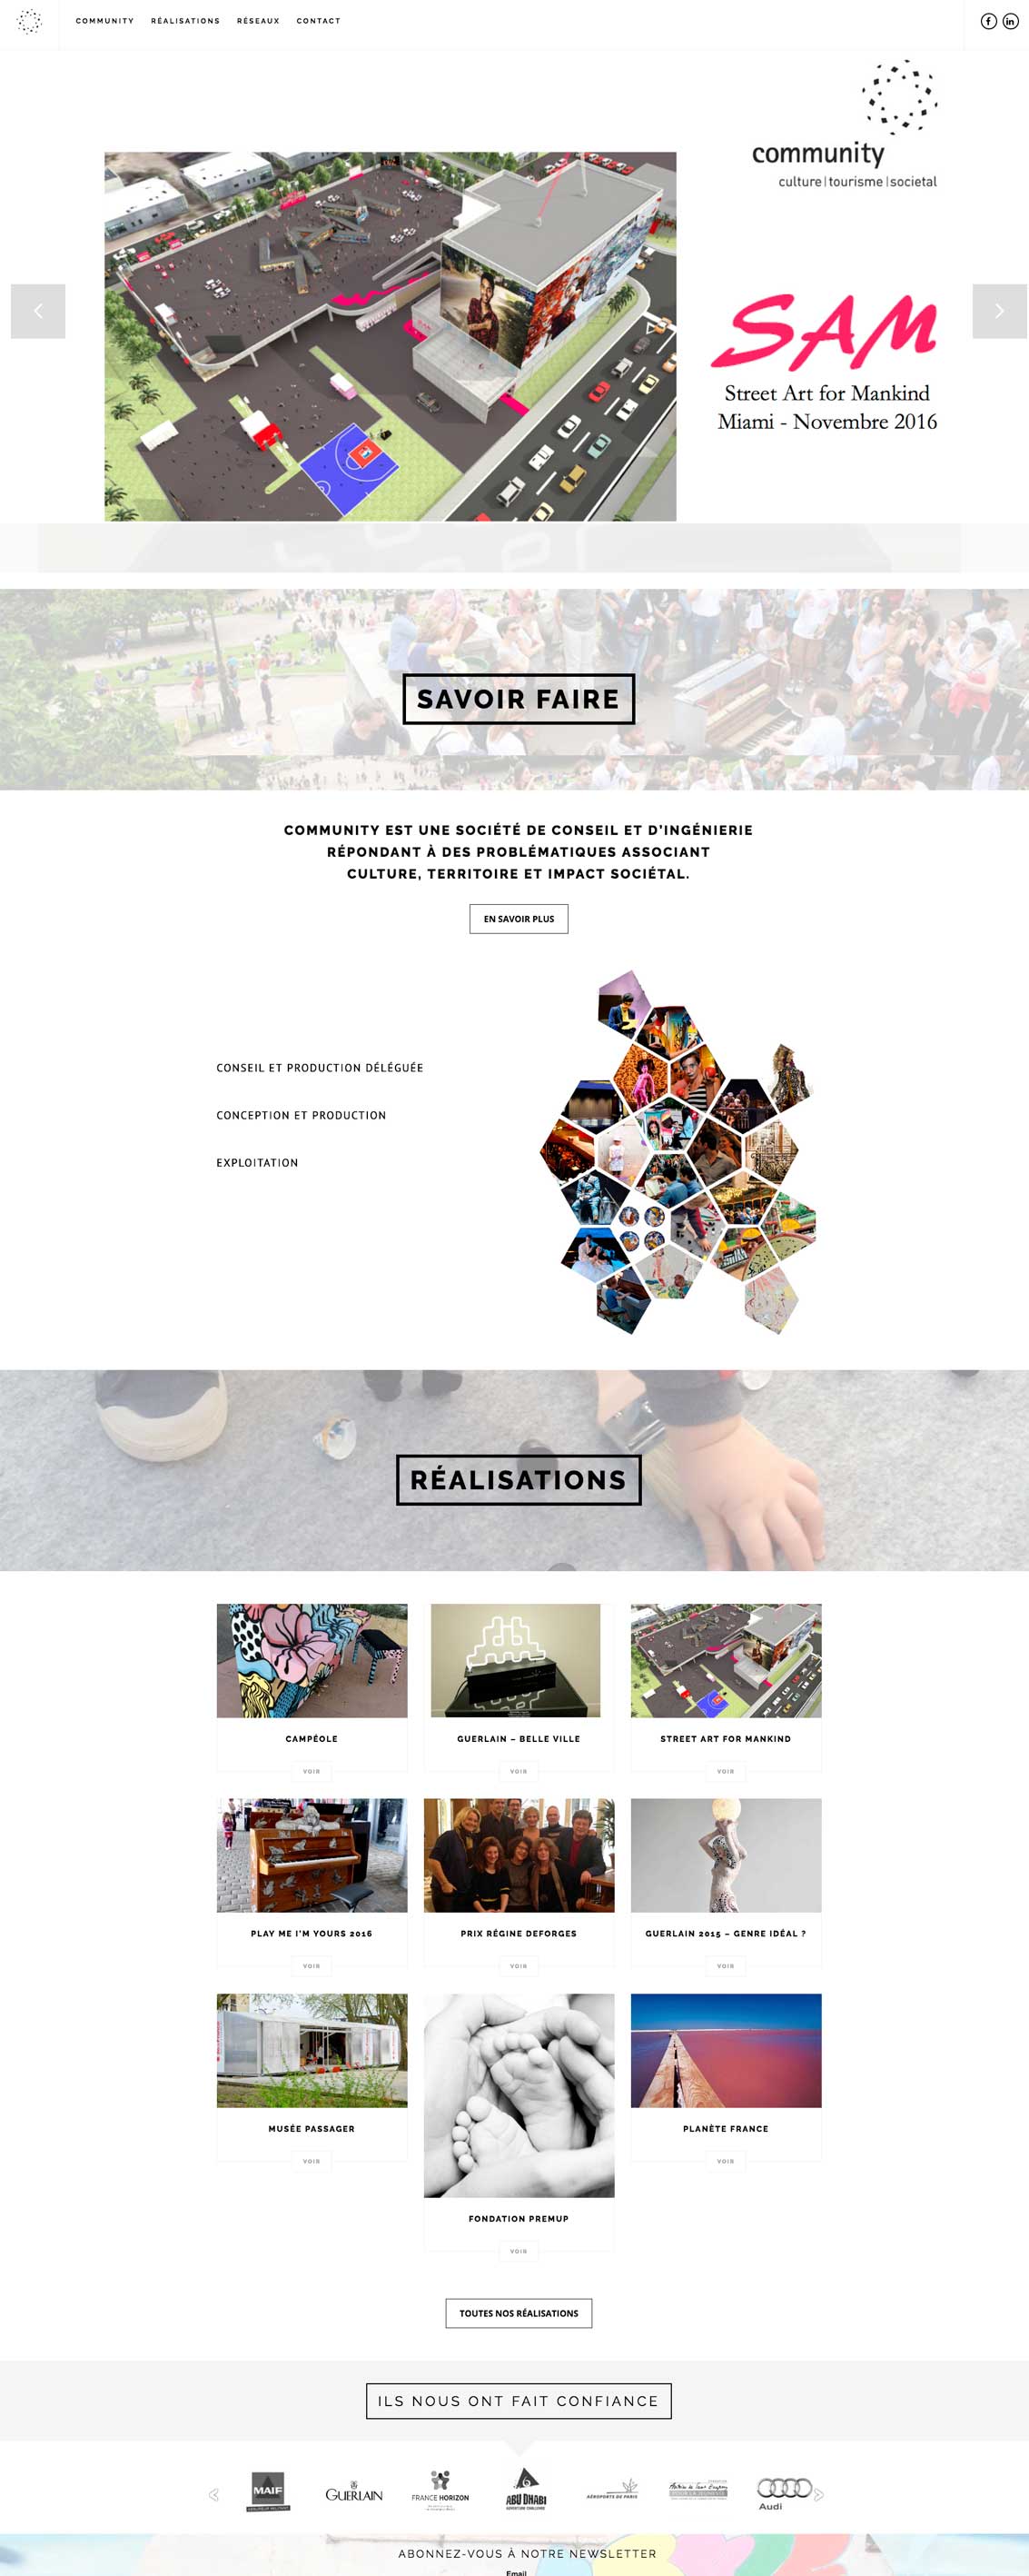 COMMUNITY RÉALISATIONS RÉSEAUX CONTACT
community
culture|tourisme|societal
SAM
Street Art for Mankind
Miami - Novembre 2016
SAVOIR FAIRE
COMMUNITY EST UNE SOCIÉTÉ DE CONSEIL ET D'INGÉNIERIE
RÉPONDANT À DES PROBLÉMATIQUES ASSOCIANT
CULTURE, TERRITOIRE ET IMPACT SOCIÉTAL.
EN SAVOIR PLUS
CONSEIL ET PRODUCTION DÉLÉGUÉE
CONCEPTION ET PRODUCTION
EXPLOITATION
RÉALISATIONS
CAMPÉOLE
VOIR
GUERLAIN – BELLE VILLE
VOIR
STREET ART FOR MANKIND
VOIR
PLAY ME I'M YOURS 2016
VOIR
PRIX RÉGINE DEFORGES
VOIR
GUERLAIN 2015 – GENRE IDÉAL ?
VOIR
MUSÉE PASSAGER
VOIR
FONDATION PREMUP
VOIR
PLANÈTE FRANCE
VOIR
TOUTES NOS RÉALISATIONS
ILS NOUS ONT FAIT CONFIANCE
MAIF
GUERLAIN
FRANCE HORIZON
ABU DHABI
ADVENTURE CHALLENGE
AÉROPORTS DE PARIS
Audi
ABONNEZ-VOUS À NOTRE NEWSLETTER
Email